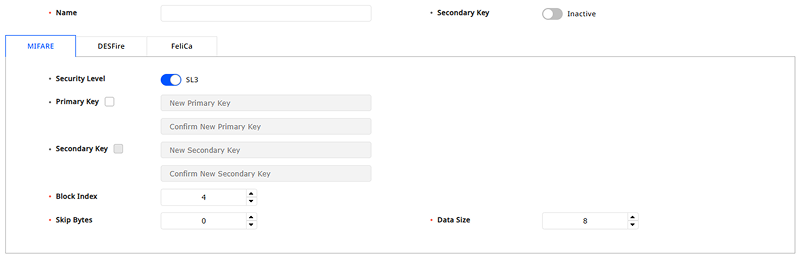 Name
Secondary Key
Inactive
MIFARE
DESFire
FeliCa
Security Level
SL3
Primary Key
New Primary Key
Confirm New Primary Key
Secondary Key
New Secondary Key
Confirm New Secondary Key
Block Index
4
Skip Bytes
0
Data Size
8